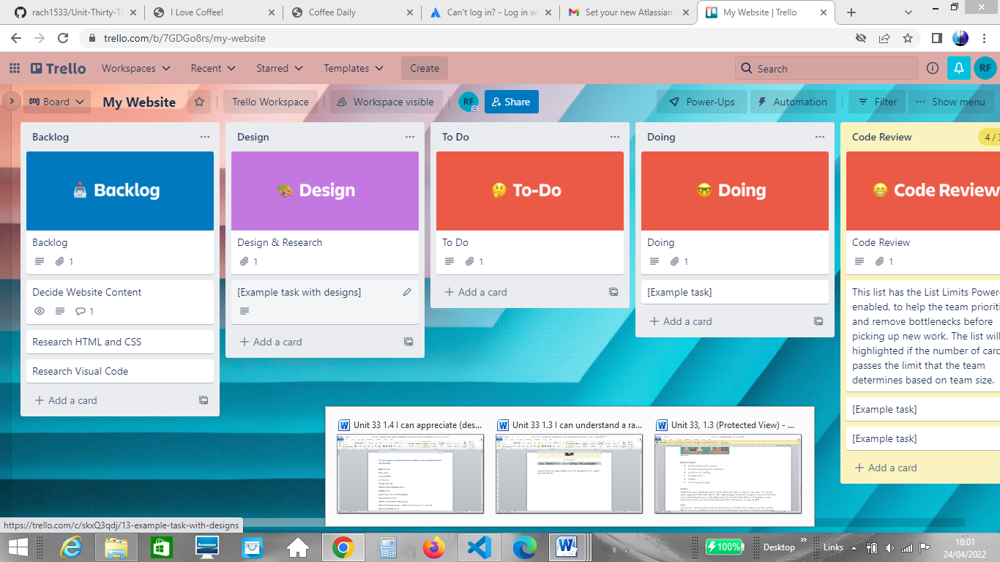 rach1533/Unit-Thirty-Th
I Love Coffee!
Coffee Daily
Can't log in? - Log in w
Set your new Atlassian
My Website | Trello
trello.com/b/7GDGo8rs/my-website
Trello
Workspaces
Recent
Starred
Templates
Create
Search
RF
Board
My Website
Trello Workspace
Workspace visible
RF
Share
Power-Ups
Automation
Filter
Show menu
Backlog
Backlog
Backlog
1
Decide Website Content
1
Research HTML and CSS
Research Visual Code
Add a card
Design
Design
Design & Research
1
[Example task with designs]
Add a card
To Do
To-Do
To Do
1
Add a card
Doing
Doing
Doing
1
[Example task]
Add a card
Code Review
4 / 3
Code Review
Code Review
1
This list has the List Limits Power-
enabled, to help the team prioriti
and remove bottlenecks before
picking up new work. The list will
highlighted if the number of card
passes the limit that the team
determines based on team size.
[Example task]
[Example task]
Add a card
Unit 33 1.4 I can appreciate (des...
Unit 33 1.3 I can understand a ra...
Unit 33, 1.3 (Protected View) - ...
https://trello.com/c/skxQ3qdj/13-example-task-with-designs
lenovo
100%
Desktop
Links
18:01
24/04/2022